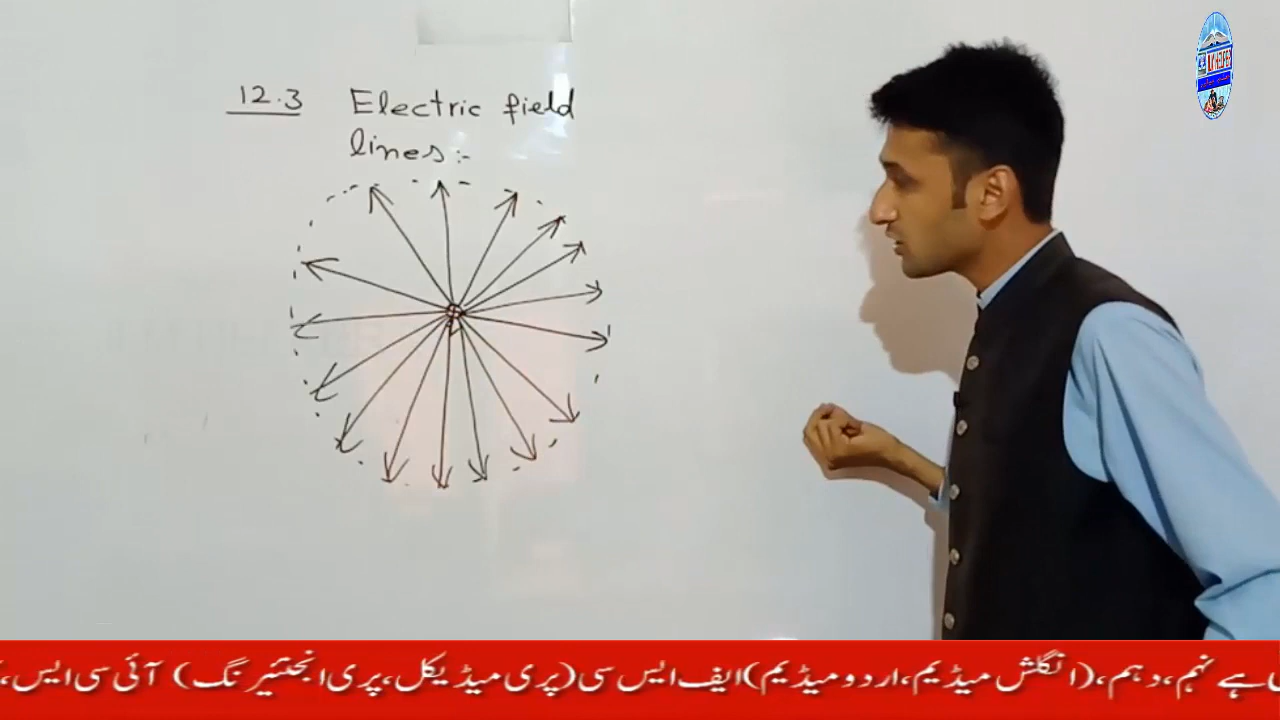 12.3 Electric field
lines:-
ہے نہم،دہم،(انگلش میڈیم،اردو میڈیم)ایف ایس سی(پری میڈیکل،پری انجئیرنگ) آئی سی ایس،